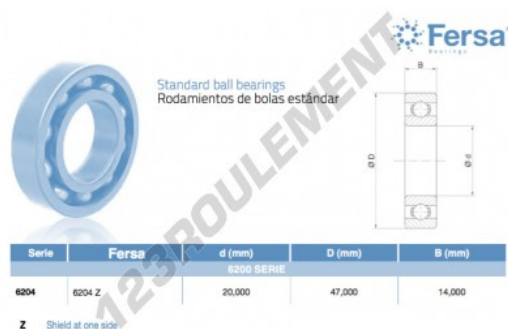 Fersa
Bearings
Standard ball bearings
Rodamientos de bolas estándar
B
Ø D
Ø d
Serie Fersa d (mm) D (mm) B (mm)
6200 SERIE
6204 6204 Z 20,000 47,000 14,000
Z Shield at one side
123ROULEMENT